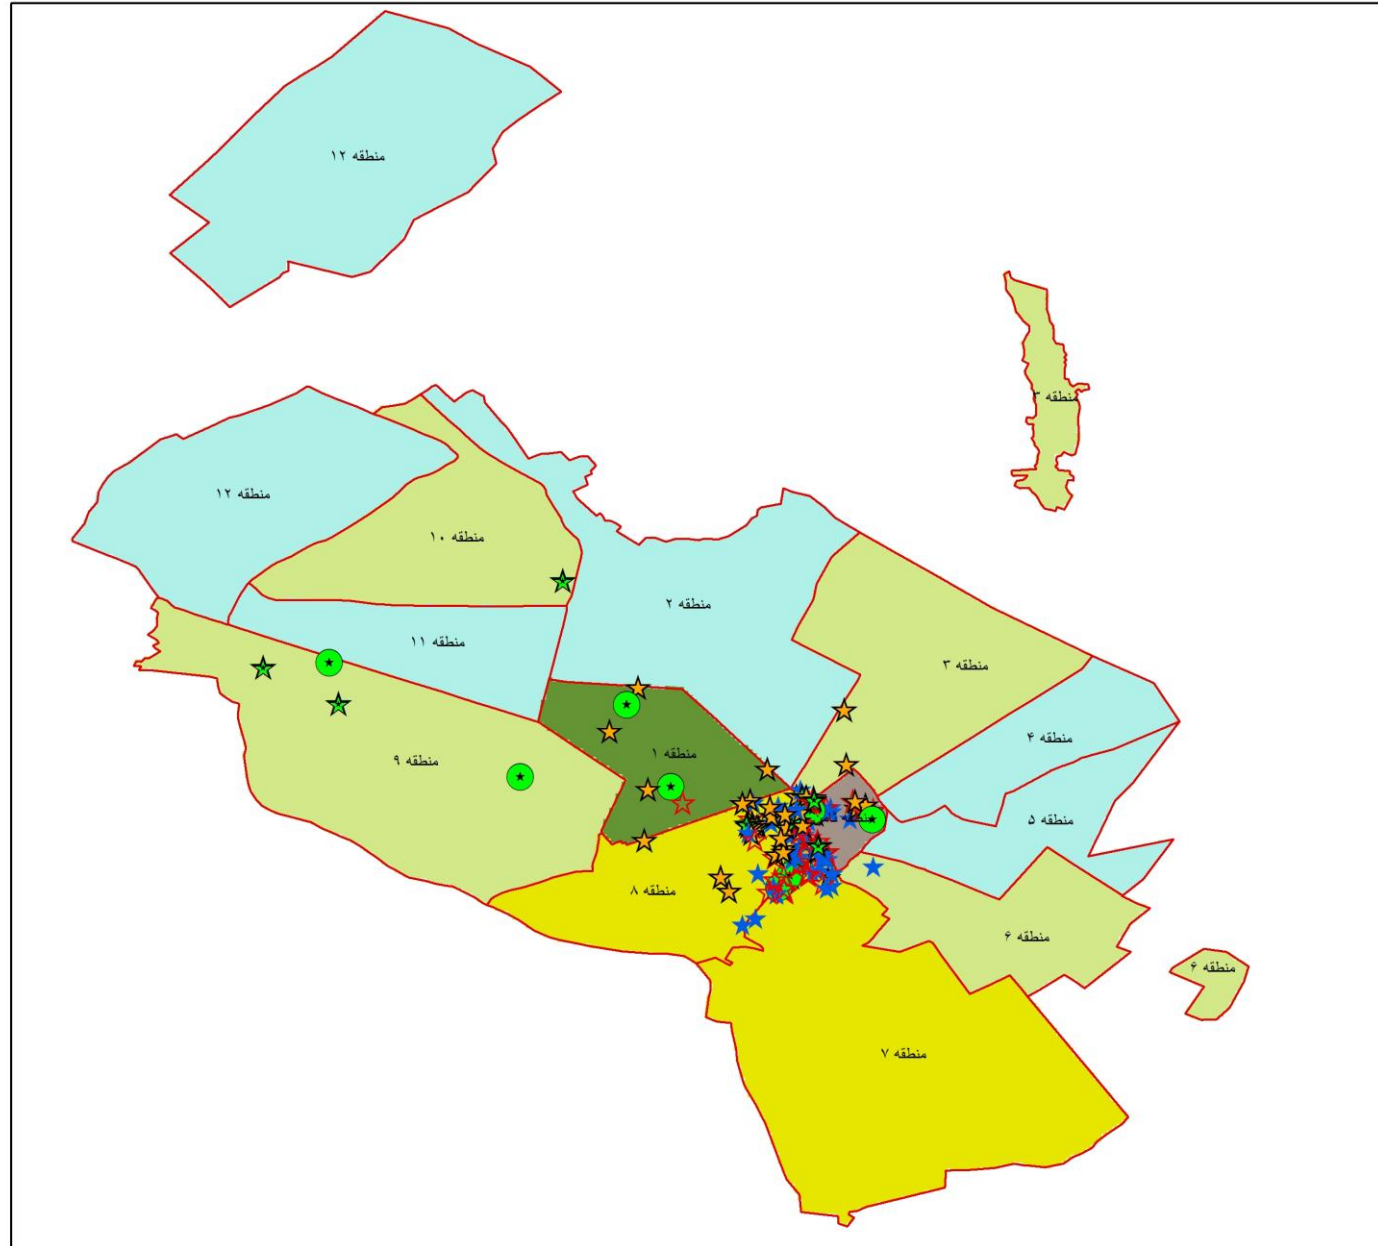 منطقه ۱۲
منطقه ۳
منطقه ۱۲
منطقه ۱۰
منطقه ۲
منطقه ۱۱
منطقه ۳
منطقه ۴
منطقه ۱
منطقه ۹
منطقه ۵
منطقه ۸
منطقه ۶
منطقه ۶
منطقه ۷